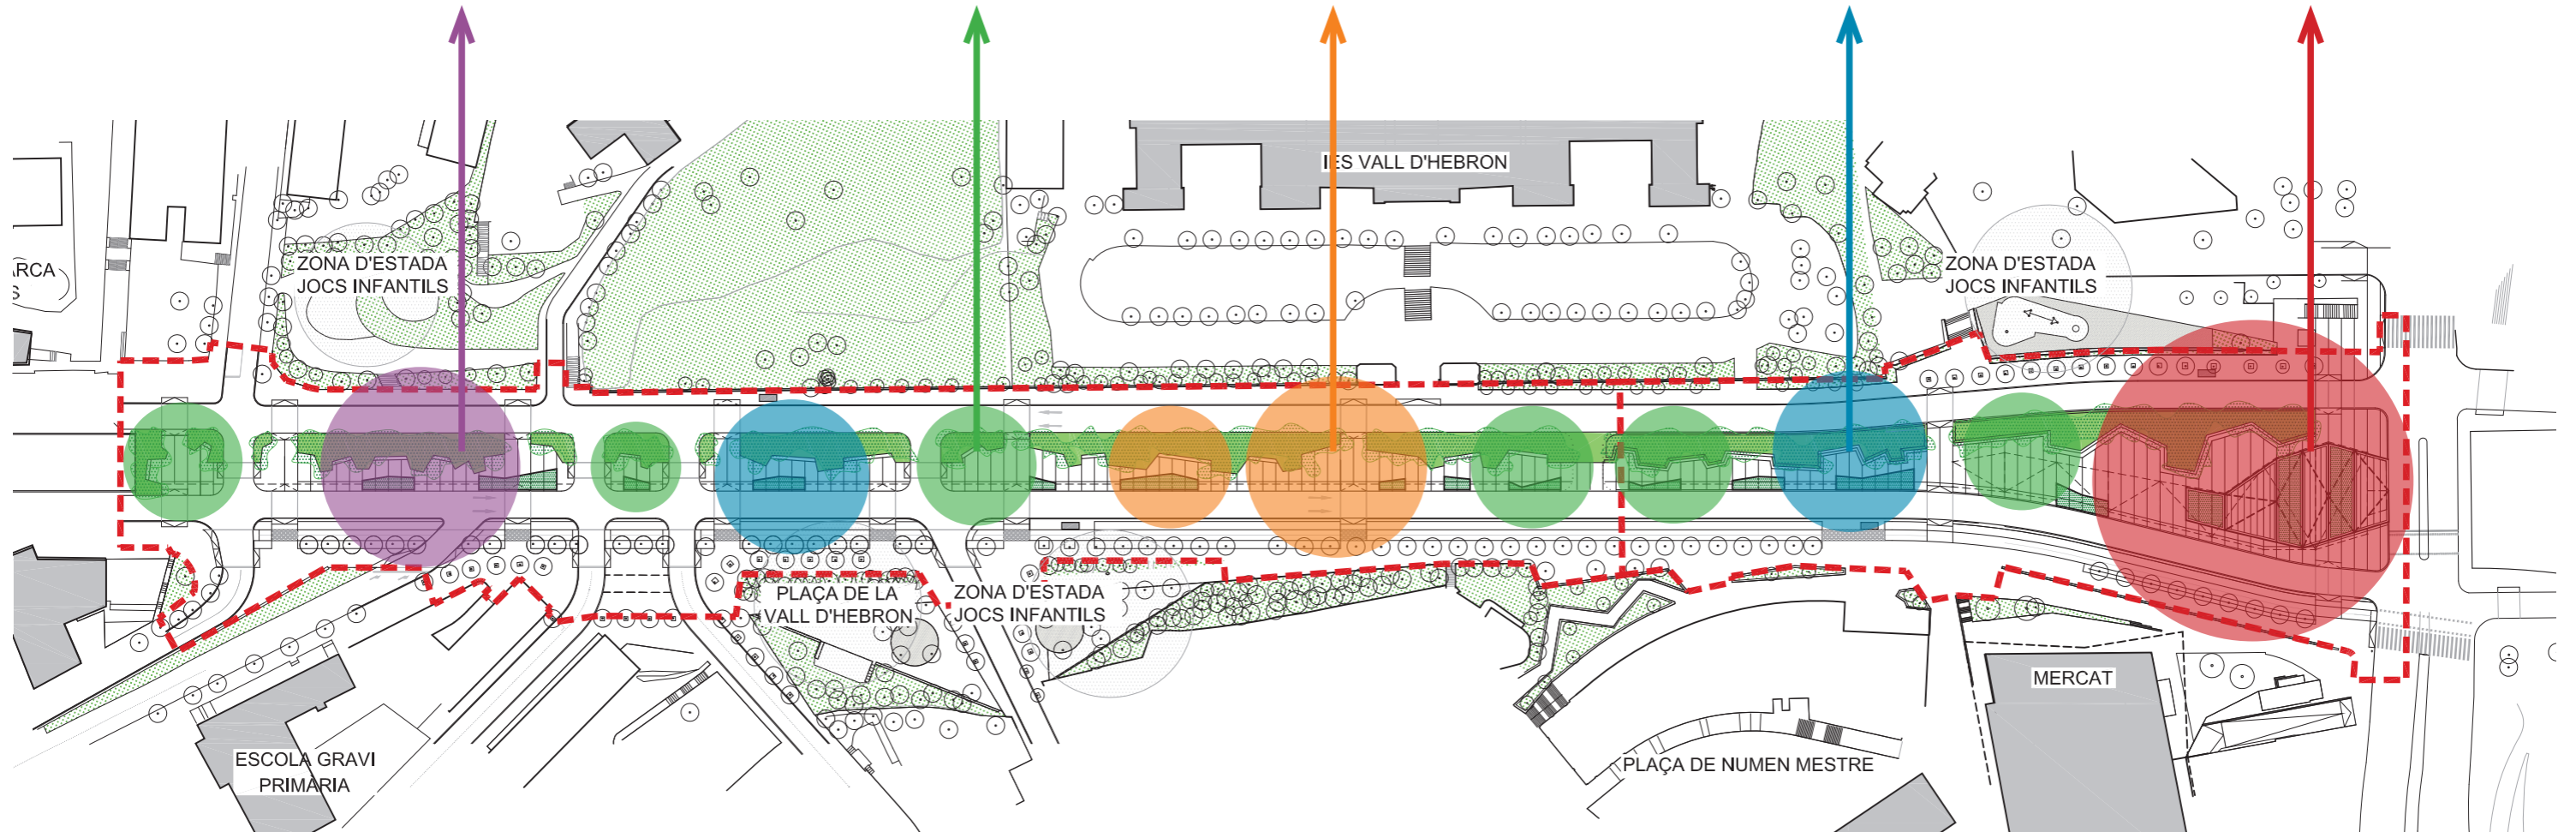 IES VALL D'HEBRON
ARCA
S
ZONA D'ESTADA
JOCS INFANTILS
ZONA D'ESTADA
JOCS INFANTILS
PLAÇA DE LA
VALL D'HEBRON
ZONA D'ESTADA
JOCS INFANTILS
MERCAT
ESCOLA GRAVI
PRIMÀRIA
PLAÇA DE NUMEN MESTRE